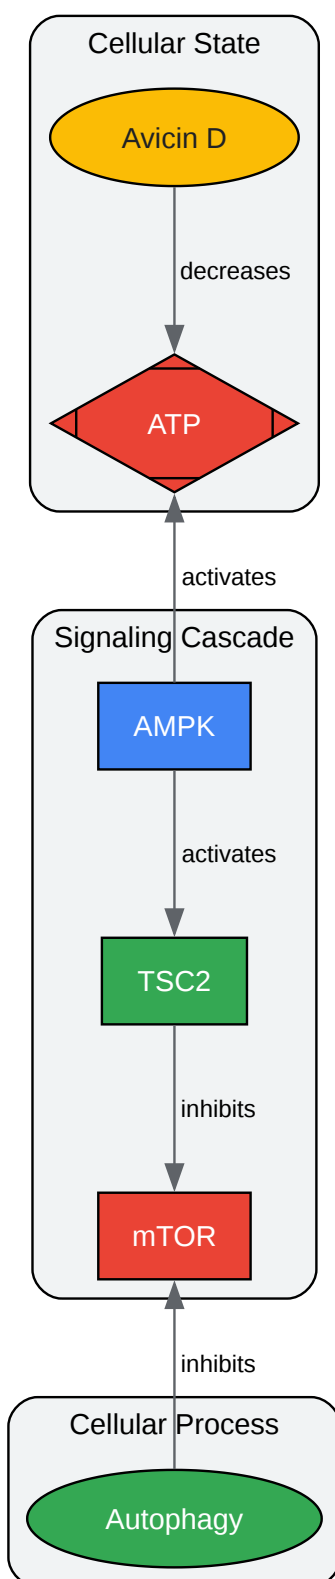 Cellular State
Avicin D
decreases
ATP
activates
Signaling Cascade
AMPK
activates
TSC2
inhibits
mTOR
inhibits
Cellular Process
Autophagy